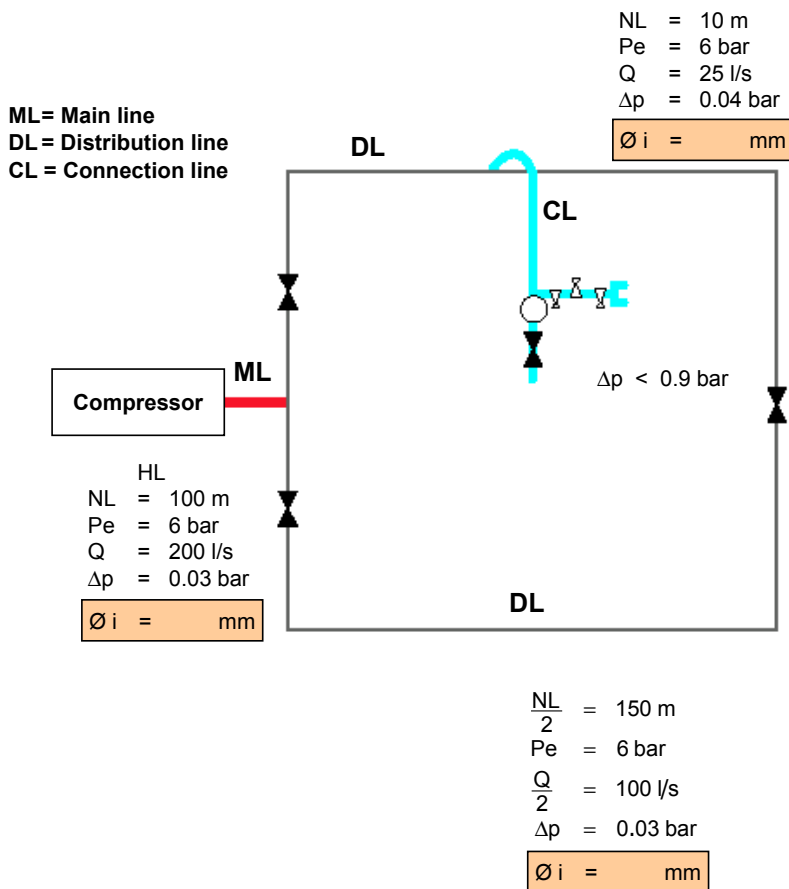 NL = 10 m
Pe = 6 bar
Q = 25 l/s
Δp = 0.04 bar
Ø i = mm
ML= Main line
DL = Distribution line
CL = Connection line
DL
CL
ML
Compressor
Δp < 0.9 bar
HL
NL = 100 m
Pe = 6 bar
Q = 200 l/s
Δp = 0.03 bar
Ø i = mm
DL
NL
2
= 150 m
Pe = 6 bar
Q
2
= 100 l/s
Δp = 0.03 bar
Ø i = mm